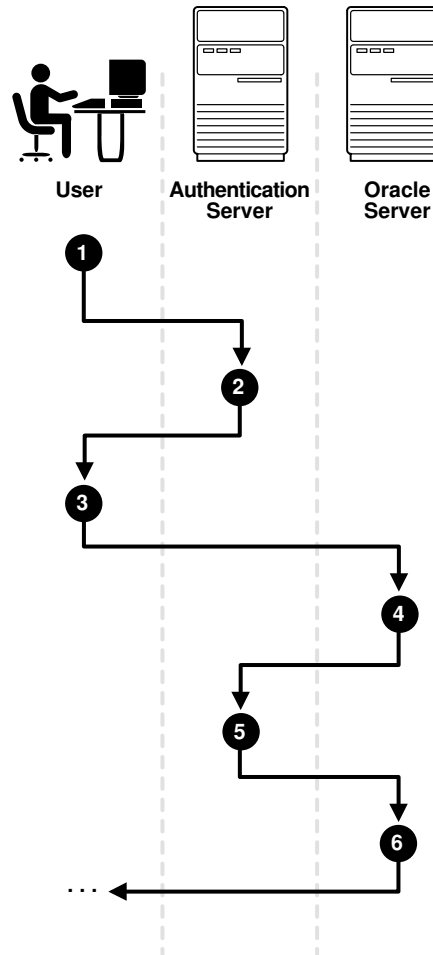 User
Authentication
Server
Oracle
Server
1
2
3
4
5
6
...